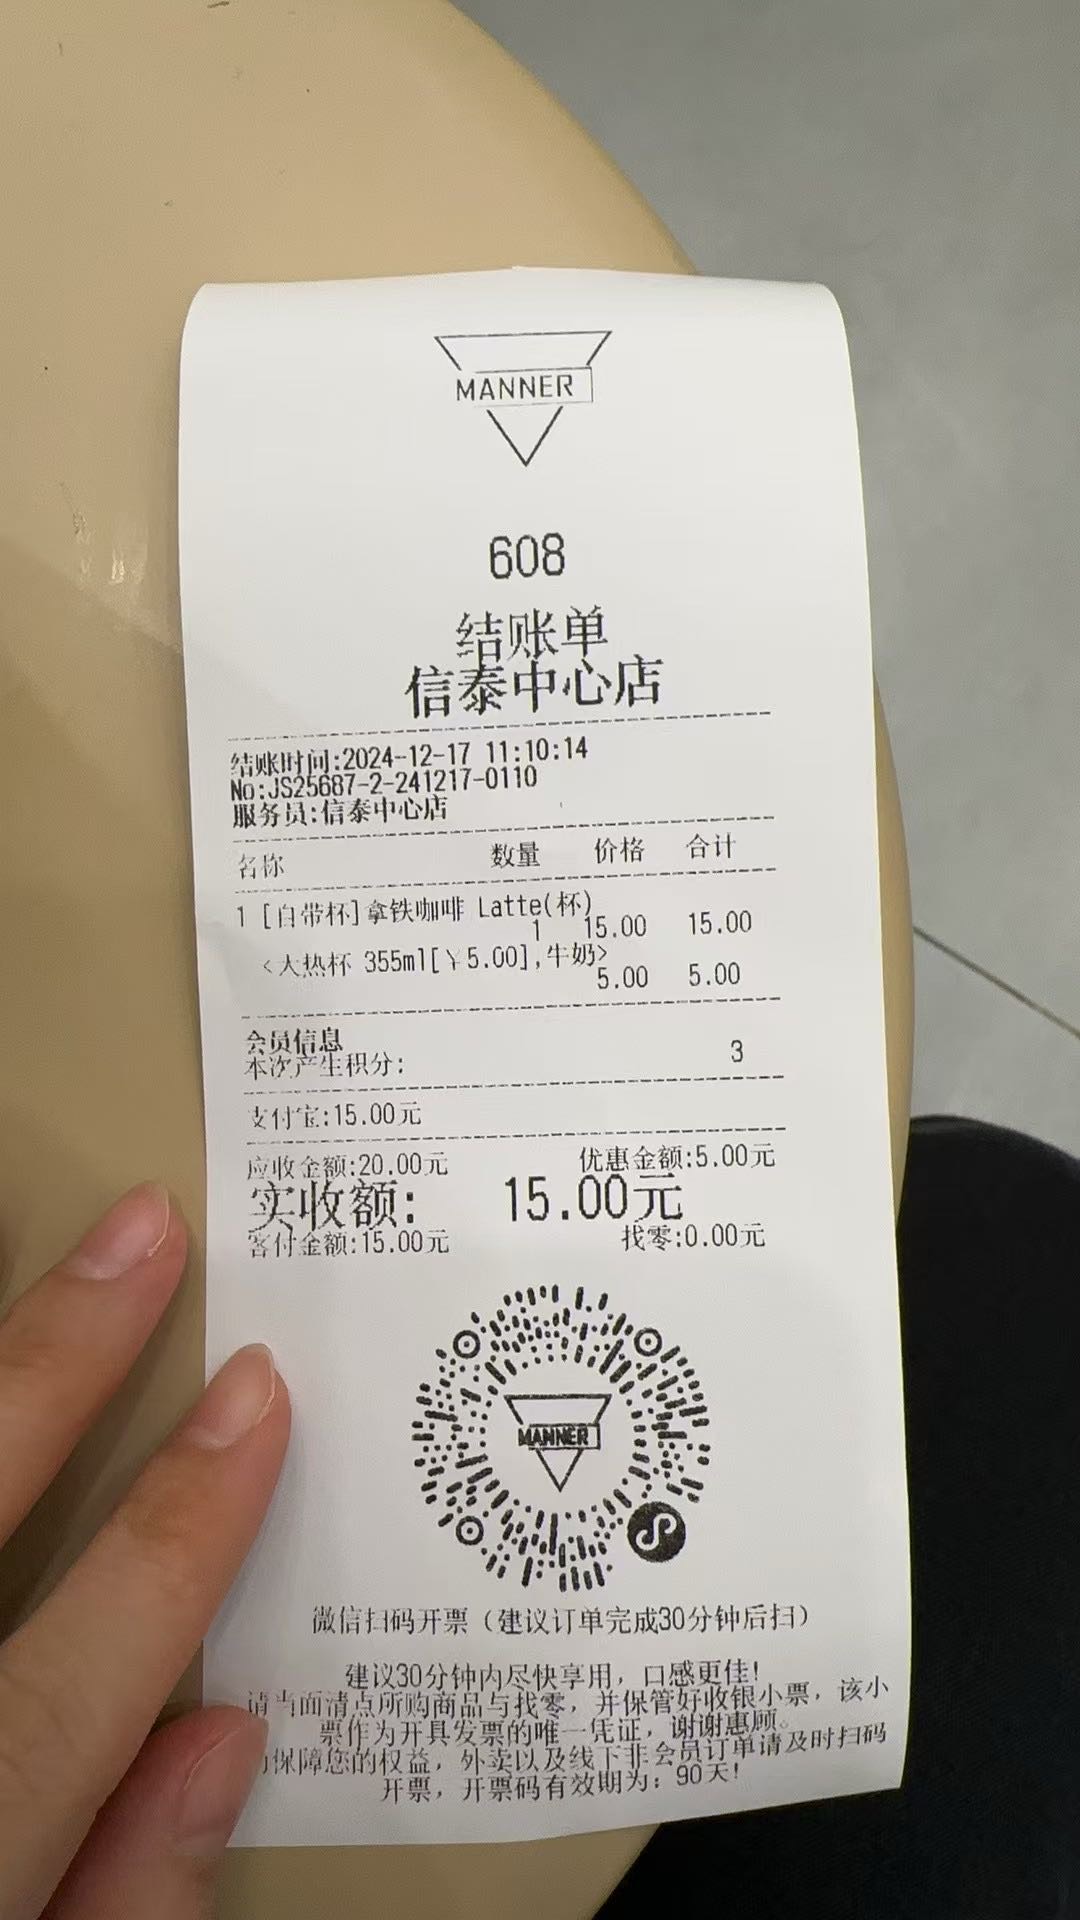 MANNER
608
结账单
信泰中心店
结账时间:2024-12-17 11:10:14
No:JS25687-2-241217-0110
服务员:信泰中心店
名称 数量 价格 合计
1 [自带杯]拿铁咖啡 Latte(杯)
1 15.00 15.00
<大热杯 355ml[￥5.00],牛奶>
5.00 5.00
会员信息
本次产生积分: 3
支付宝:15.00元
应收金额:20.00元 优惠金额:5.00元
实收额: 15.00元
客付金额:15.00元 找零:0.00元
MANNER
微信扫码开票（建议订单完成30分钟后扫）
建议30分钟内尽快享用，口感更佳!
请当面清点所购商品与找零，并保管好收银小票，该小
票作为开具发票的唯一凭证，谢谢惠顾。
保障您的权益，外卖以及线下非会员订单请及时扫码
开票，开票码有效期为：90天!